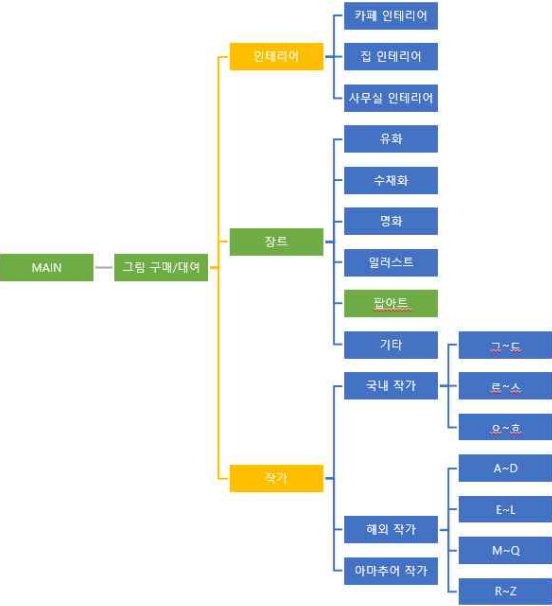 MAIN
그림 구매/대여
인테리어
카페 인테리어
집 인테리어
사무실 인테리어
장르
유화
수채화
명화
일러스트
팝아트
기타
작가
국내 작가
ㄱ~ㄷ
ㄹ~ㅅ
ㅇ~ㅎ
해외 작가
A~D
E~L
M~Q
R~Z
아마추어 작가